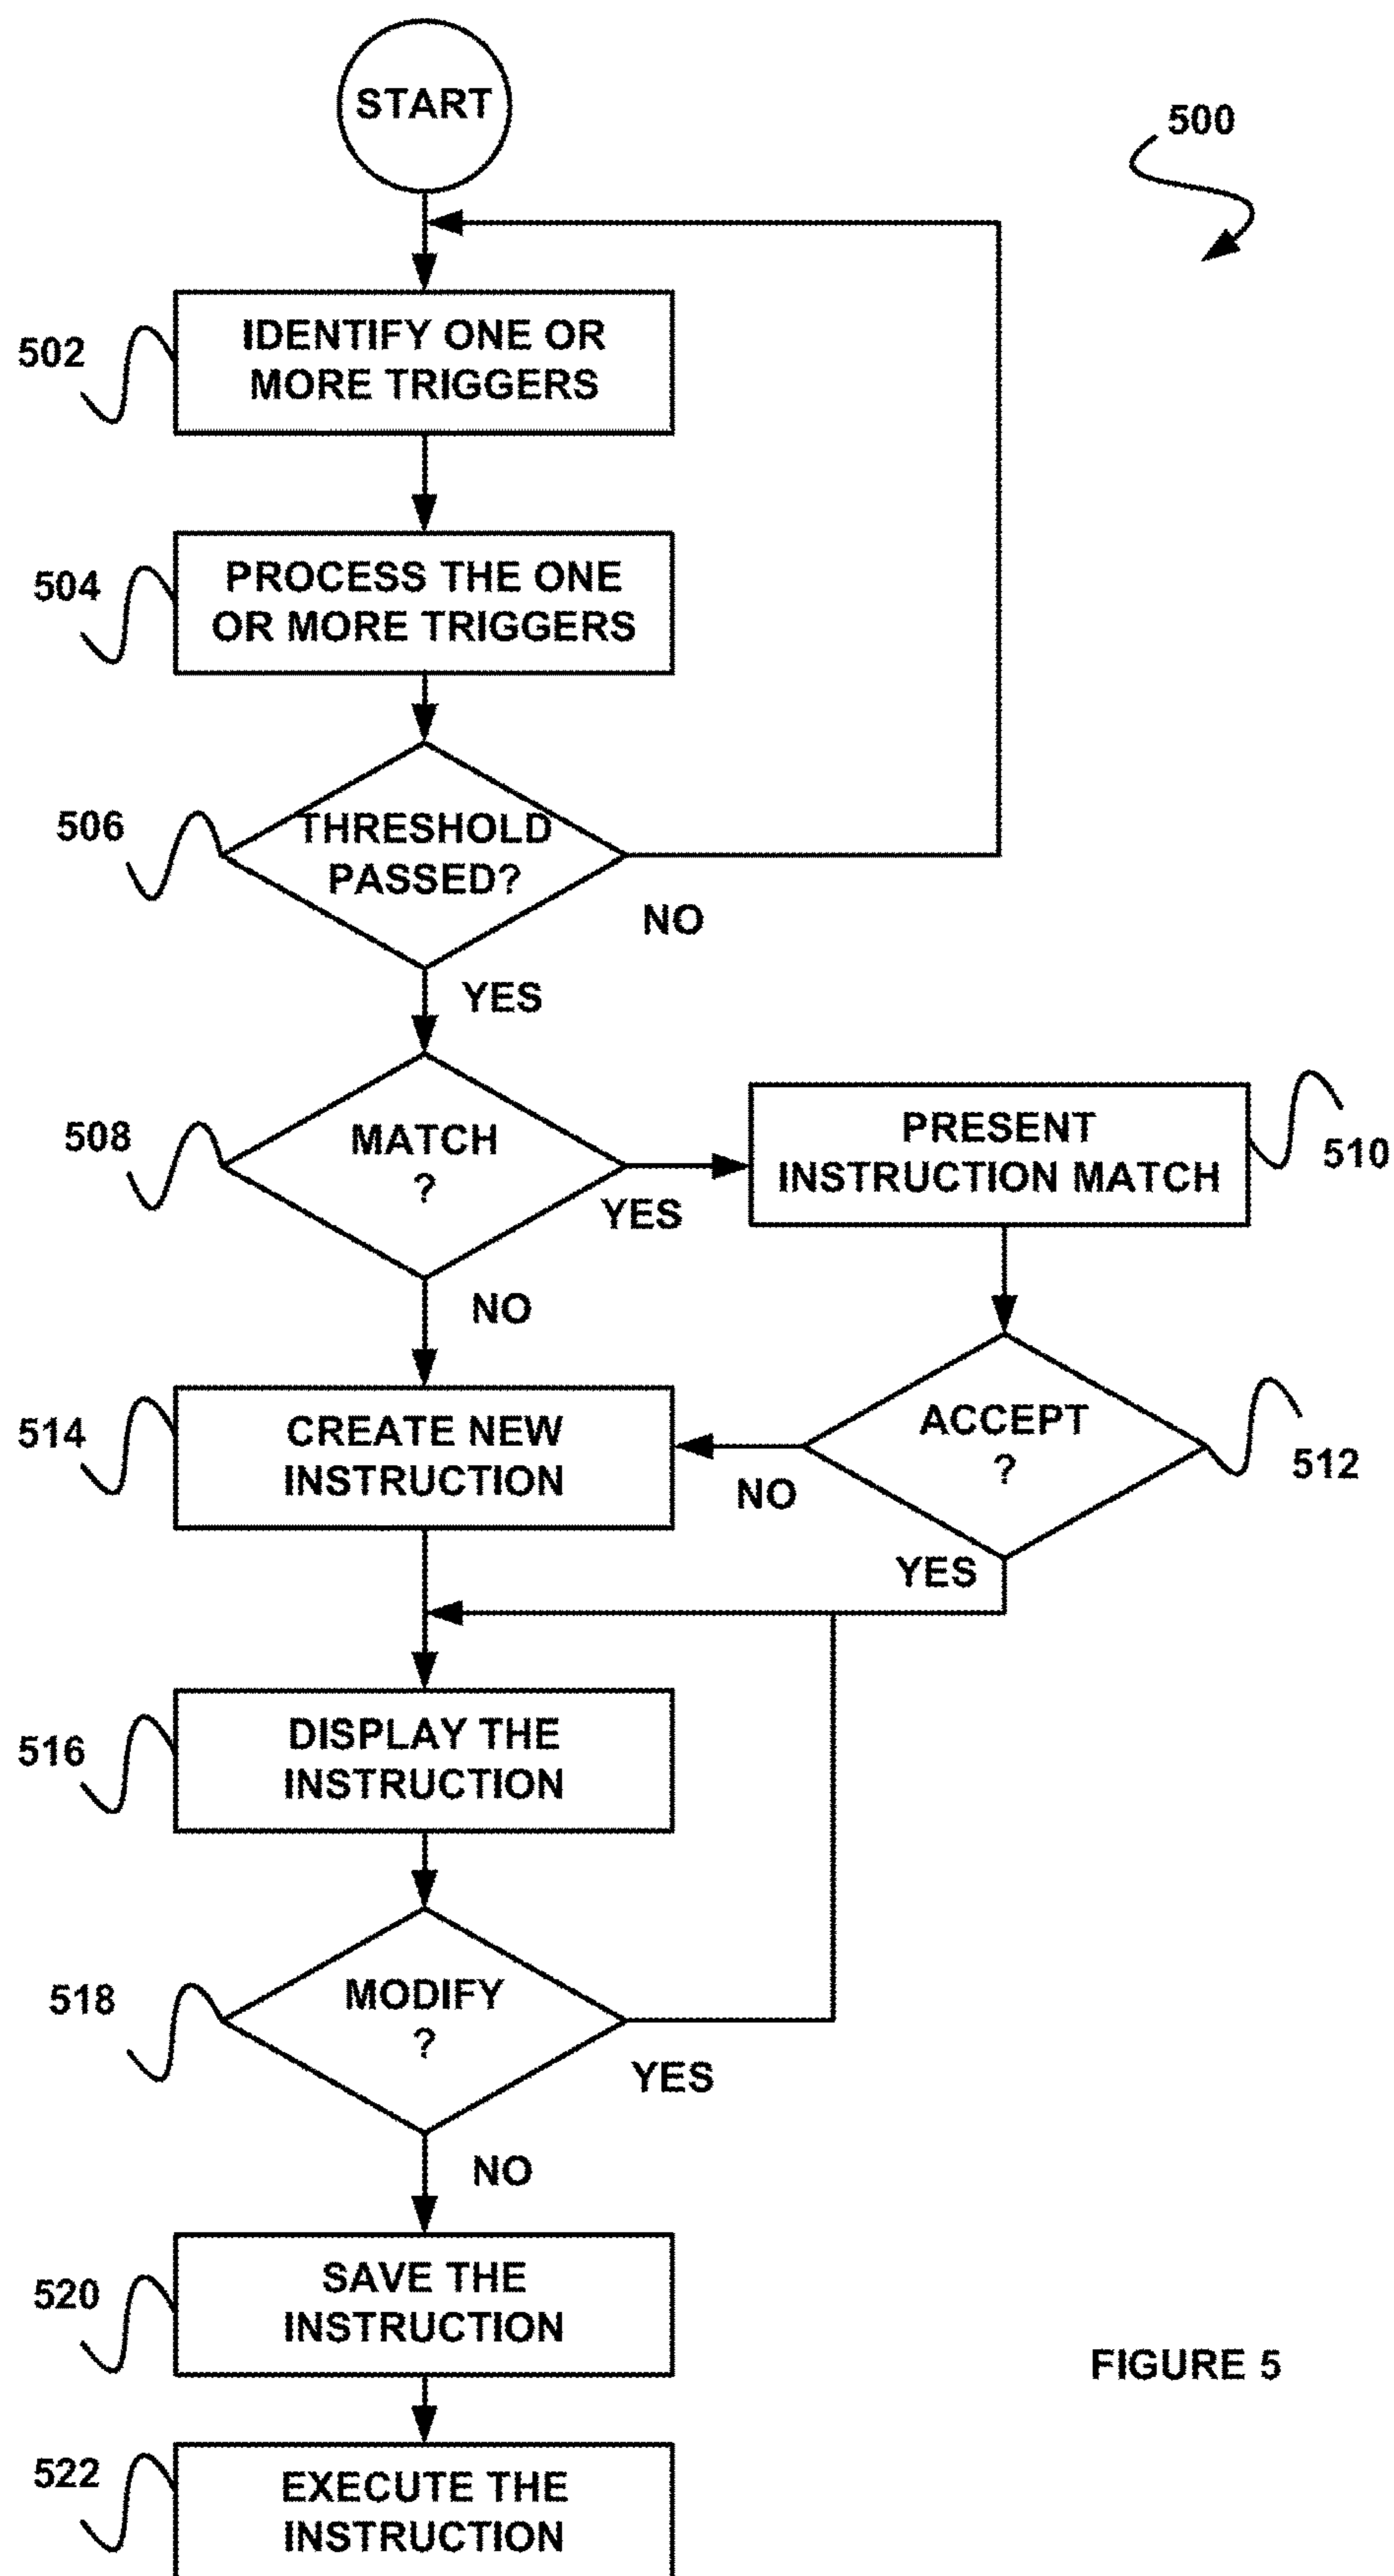 START
500
502
IDENTIFY ONE OR
MORE TRIGGERS
504
PROCESS THE ONE
OR MORE TRIGGERS
506
THRESHOLD
PASSED?
NO
YES
508
MATCH
?
YES
NO
PRESENT
INSTRUCTION MATCH
510
514
CREATE NEW
INSTRUCTION
ACCEPT
?
512
NO
YES
516
DISPLAY THE
INSTRUCTION
518
MODIFY
?
YES
NO
520
SAVE THE
INSTRUCTION
FIGURE 5
522
EXECUTE THE
INSTRUCTION